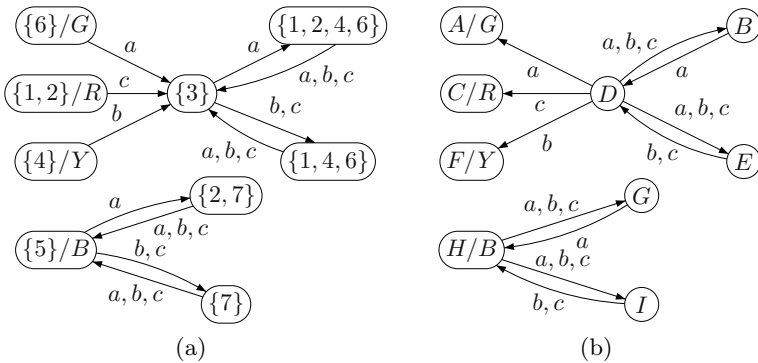 {6}/G
a
{1, 2}/R
c
b
{4}/Y
{3}
a
{1, 2, 4, 6}
a, b, c
b, c
a, b, c
{1, 4, 6}
a
{2, 7}
a, b, c
{5}/B
b, c
a, b, c
{7}
(a)
A/G
a
C/R
c
b
F/Y
D
a, b, c
B
a
a, b, c
b, c
E
a, b, c
G
a
H/B
a, b, c
b, c
I
(b)